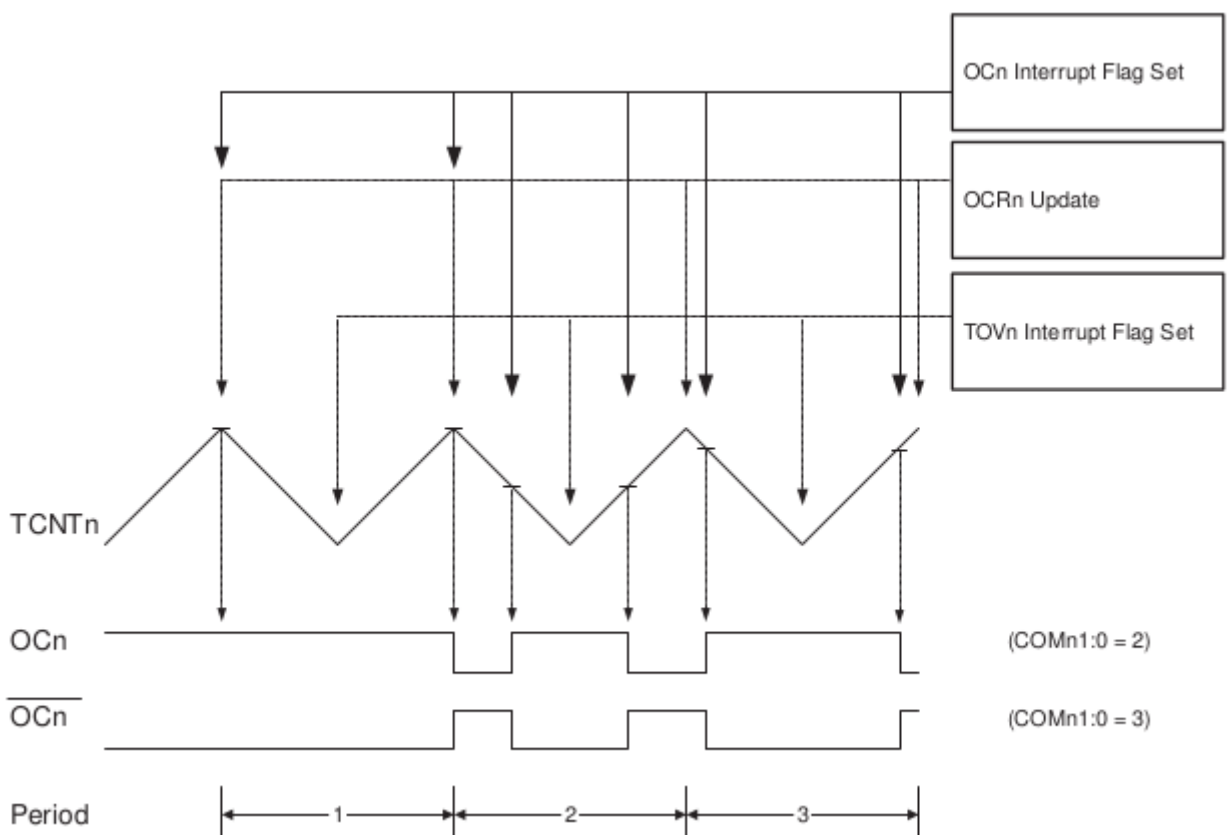 OCn Interrupt Flag Set
OCRn Update
TOVn Interrupt Flag Set
TCNTn
OCn (COMn1:0 = 2)
OCn (COMn1:0 = 3)
Period 1 2 3